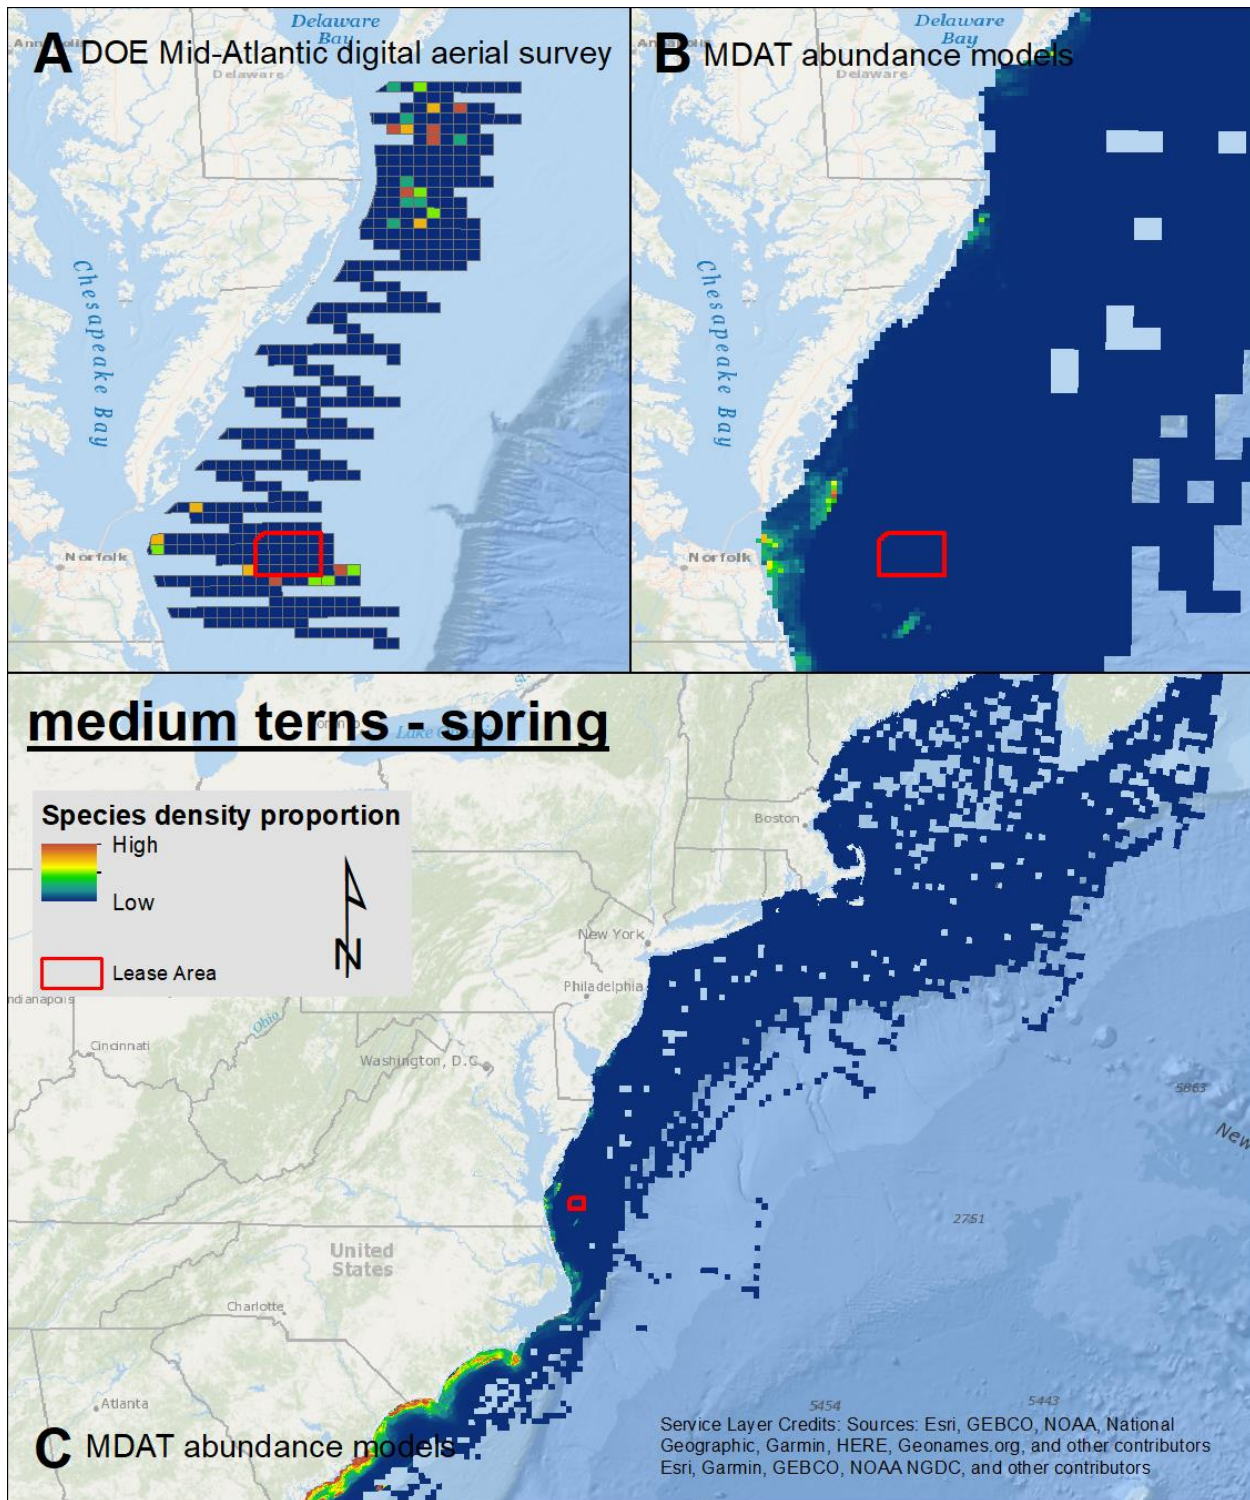 Delaware
Bay
A DOE Mid-Atlantic digital aerial survey
Delaware
Chesapeake Bay
Norfolk
Delaware
Bay
B MDAT abundance models
Delaware
Chesapeake Bay
Norfolk
medium terns - spring
Species density proportion
High
Low
N
Lease Area
Boston
New York
Philadelphia
Ohio
Cincinnati
Washington, D.C.
5863
New
2751
United
States
Charlotte
Atlanta
5454
5443
C MDAT abundance models
Service Layer Credits: Sources: Esri, GEBCO, NOAA, National
Geographic, Garmin, HERE, Geonames.org, and other contributors
Esri, Garmin, GEBCO, NOAA NGDC, and other contributors